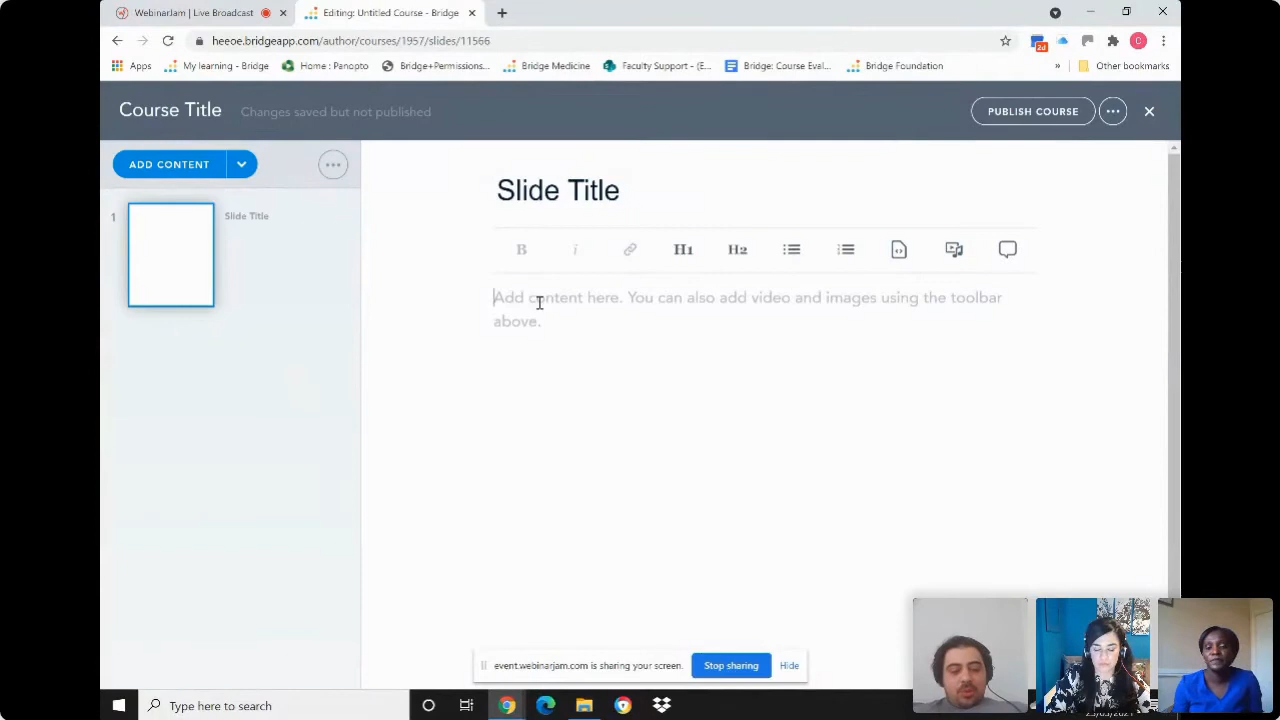 WebinarJam | Live Broadcast
Editing: Untitled Course - Bridge
heeoe.bridgeapp.com/author/courses/1957/slides/11566
2d
C
Apps
My learning - Bridge
Home : Panopto
Bridge+Permissions...
Bridge Medicine
Faculty Support - (E...
Bridge: Course Eval...
Bridge Foundation
»
Other bookmarks
Course Title
Changes saved but not published
PUBLISH COURSE
ADD CONTENT
1
Slide Title
Slide Title
B i H1 H2
Add content here. You can also add video and images using the toolbar
above.
event.webinarjam.com is sharing your screen.
Stop sharing
Hide
Type here to search